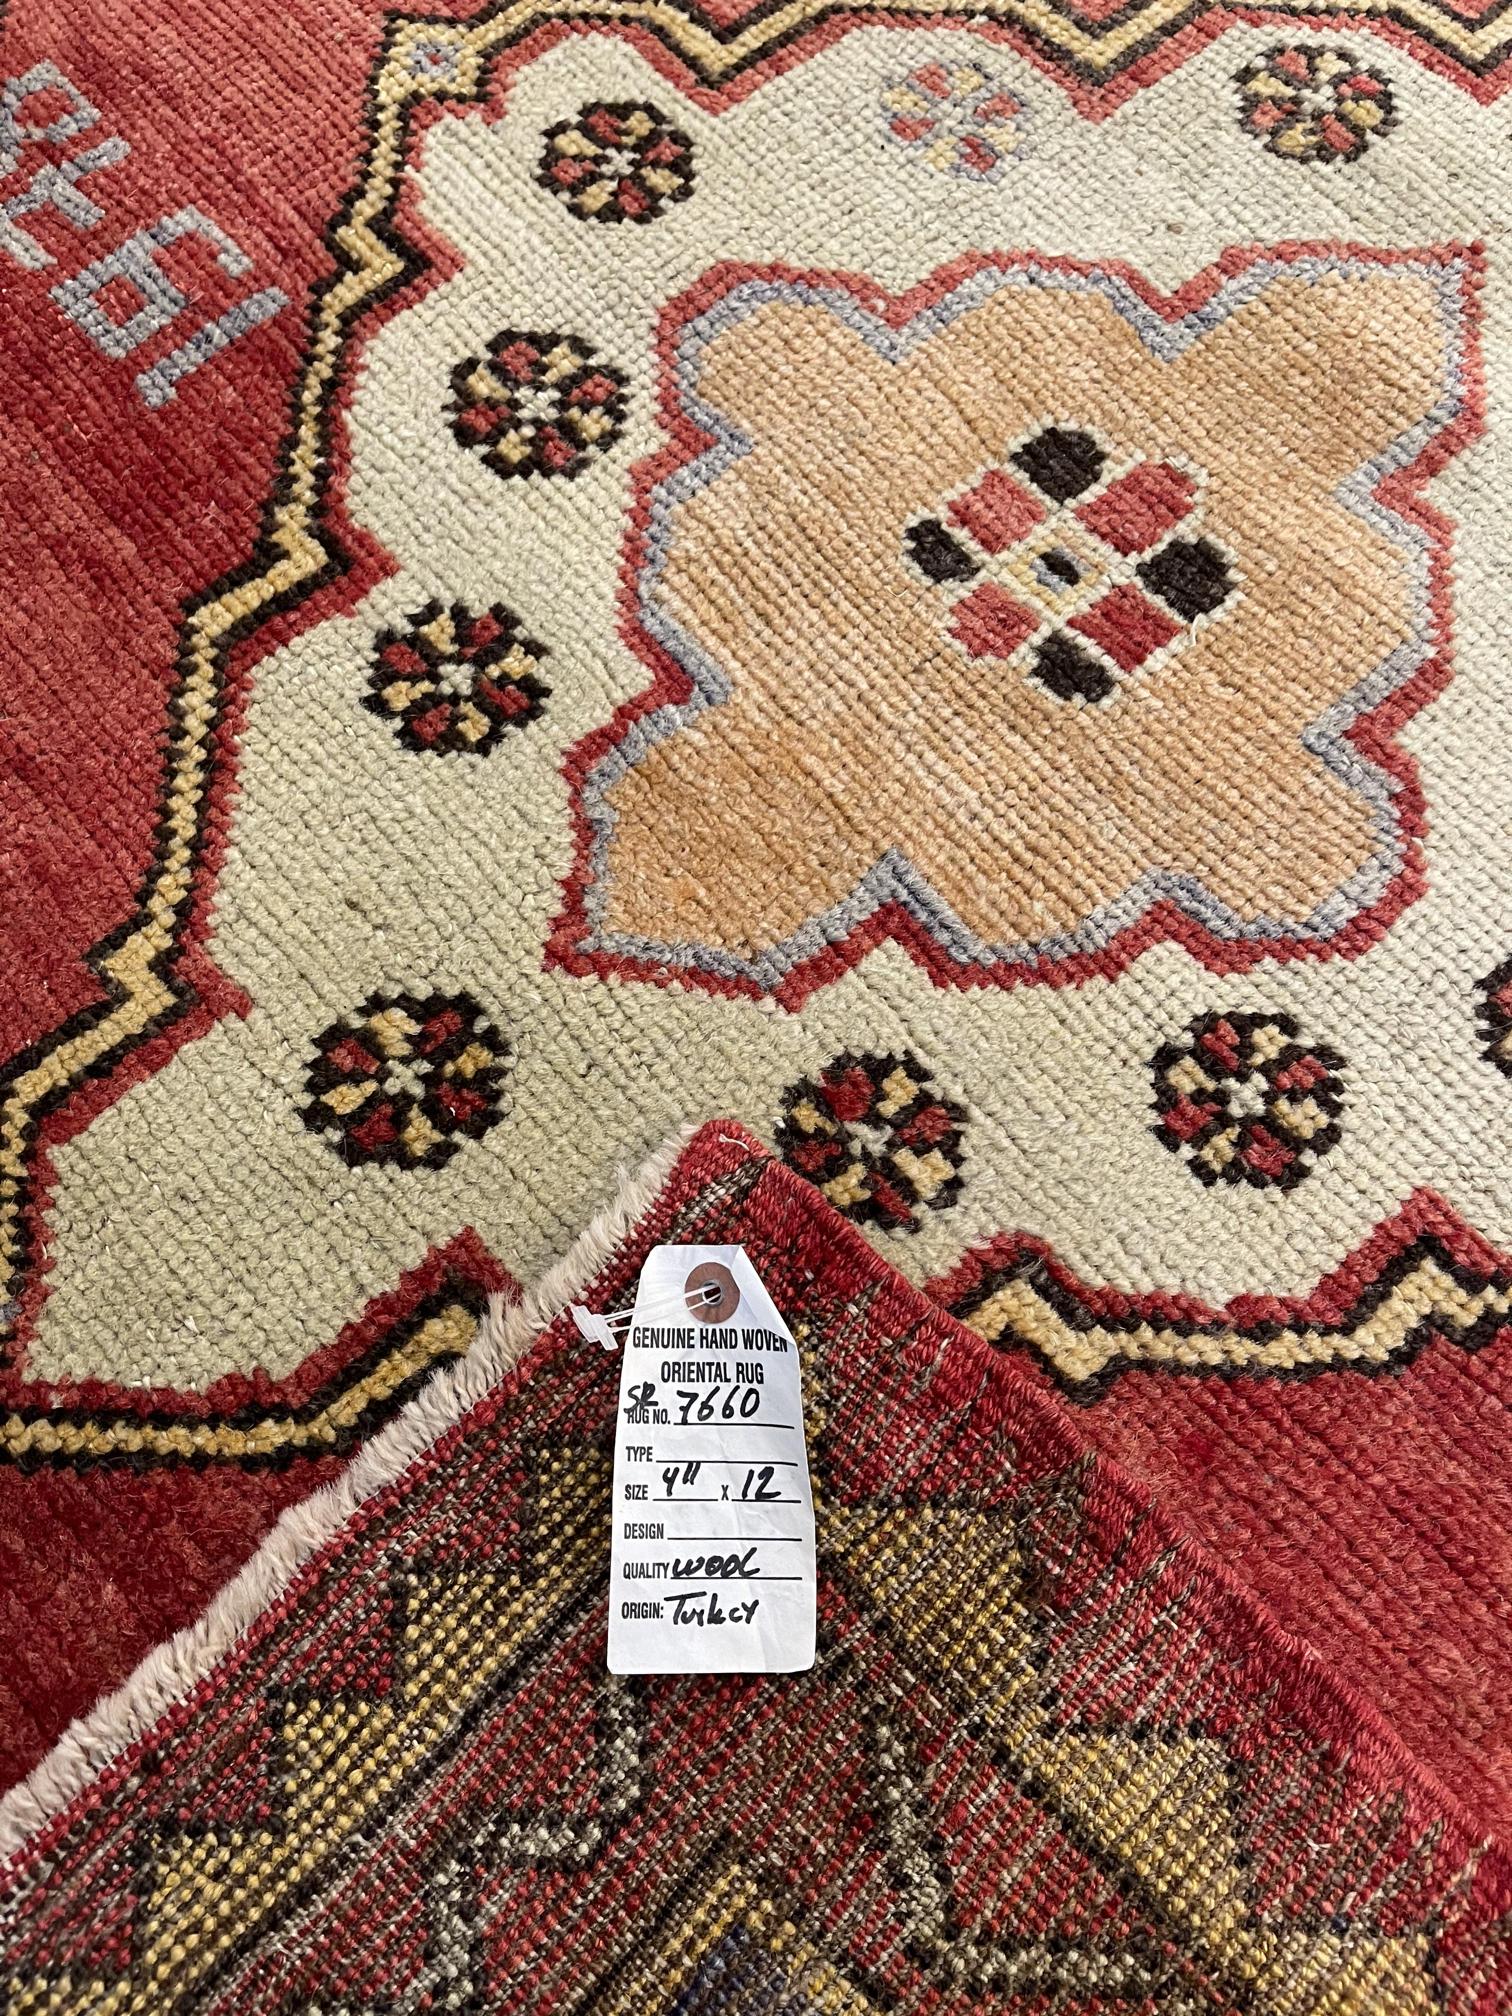 GENUINE HAND WOVEN
ORIENTAL RUG
SR
RUG NO. 7660
TYPE
SIZE 4" X 12
DESIGN
QUALITY WOOL
ORIGIN: Turkey